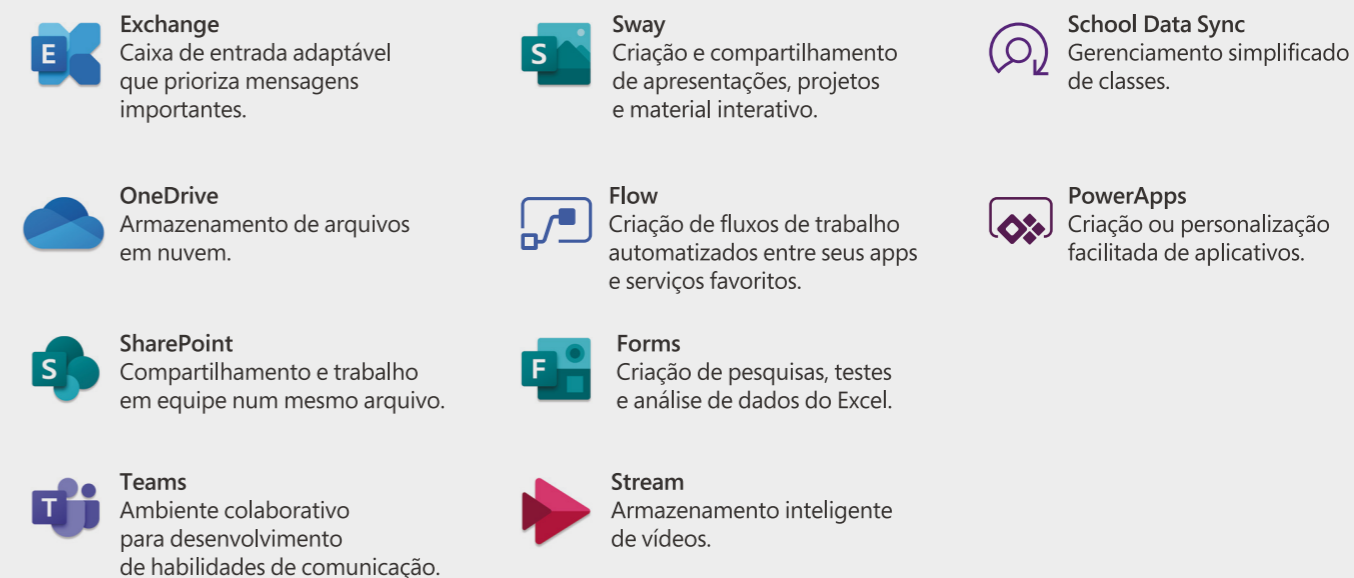 E
Exchange
Caixa de entrada adaptável
que prioriza mensagens
importantes.
OneDrive
Armazenamento de arquivos
em nuvem.
S
SharePoint
Compartilhamento e trabalho
em equipe num mesmo arquivo.
T
Teams
Ambiente colaborativo
para desenvolvimento
de habilidades de comunicação.
S
Sway
Criação e compartilhamento
de apresentações, projetos
e material interativo.
Flow
Criação de fluxos de trabalho
automatizados entre seus apps
e serviços favoritos.
F
Forms
Criação de pesquisas, testes
e análise de dados do Excel.
Stream
Armazenamento inteligente
de vídeos.
School Data Sync
Gerenciamento simplificado
de classes.
PowerApps
Criação ou personalização
facilitada de aplicativos.